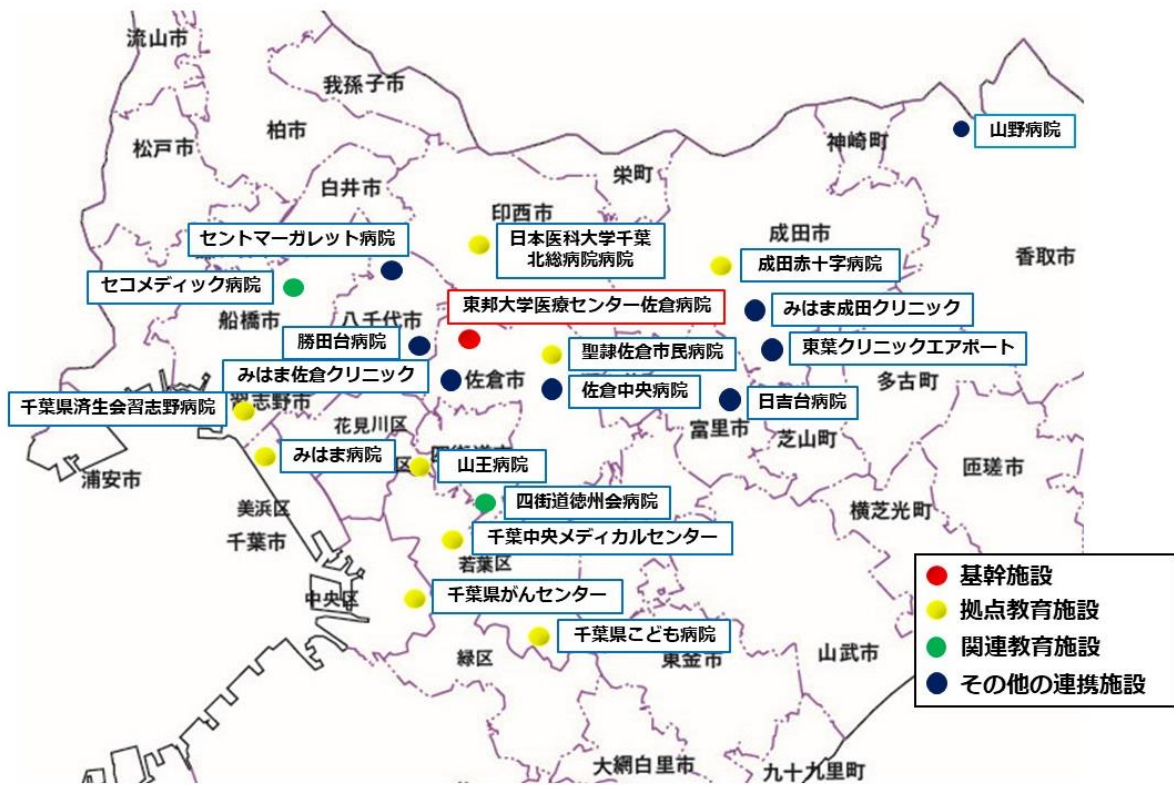 流山市
我孫子市
柏市
松戸市
神崎町
山野病院
栄町
白井市
印西市
成田市
セントマーガレット病院
日本医科大学千葉
北総病院病院
香取市
成田赤十字病院
セコメディック病院
東邦大学医療センター佐倉病院
みはま成田クリニック
船橋市
八千代市
勝田台病院
聖隷佐倉市民病院
東葉クリニックエアポート
みはま佐倉クリニック
佐倉市
佐倉中央病院
多古町
千葉県済生会習志野病院
習志野市
日吉台病院
花見川区
富里市
芝山町
みはま病院
区
山王病院
匝瑳市
浦安市
美浜区
四街道徳州会病院
横芝光町
千葉市
千葉中央メディカルセンター
若葉区
基幹施設
中央区
千葉県がんセンター
拠点教育施設
千葉県こども病院
関連教育施設
緑区
東金市
山武市
その他の連携施設
大網白里市
九十九里町